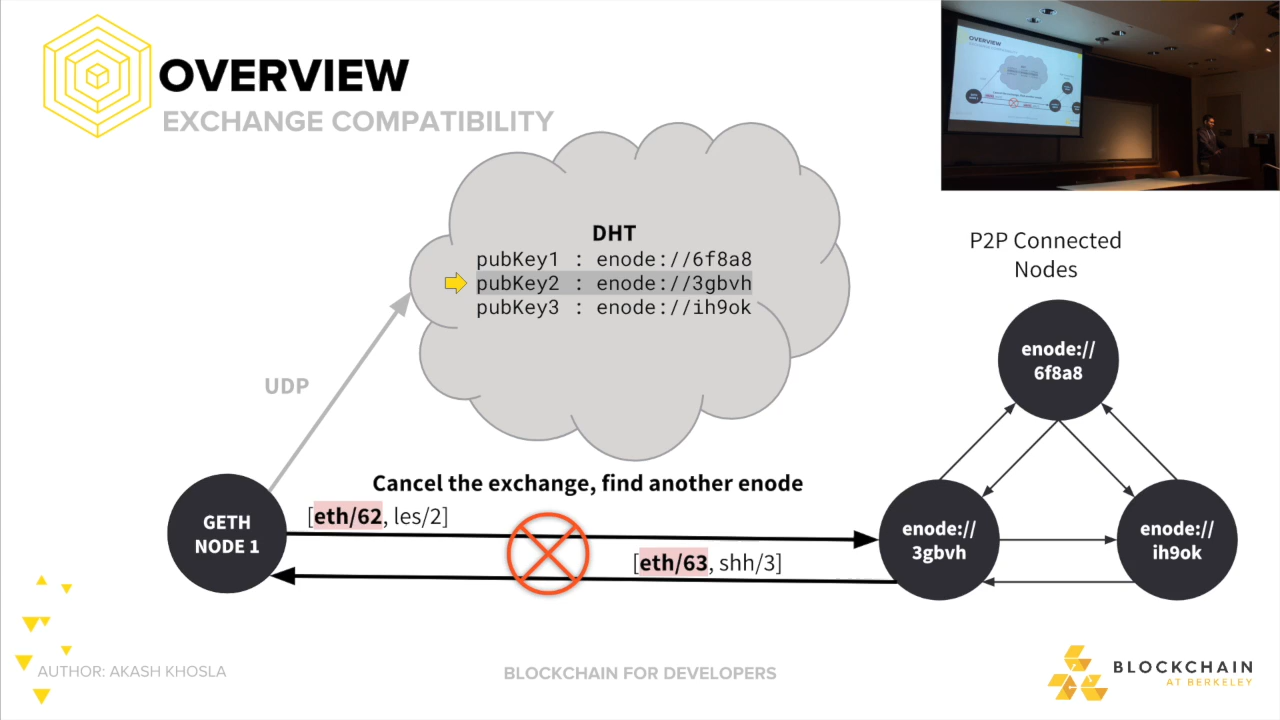 OVERVIEW
EXCHANGE COMPATIBILITY
DHT
pubKey1 : enode://6f8a8
pubKey2 : enode://3gbvh
pubKey3 : enode://ih9ok
UDP
P2P Connected
Nodes
enode://
6f8a8
Cancel the exchange, find another enode
[eth/62, les/2]
[eth/63, shh/3]
GETH
NODE 1
enode://
3gbvh
enode://
ih9ok
AUTHOR: AKASH KHOSLA
BLOCKCHAIN FOR DEVELOPERS
BLOCKCHAIN
AT BERKELEY
OVERVIEW